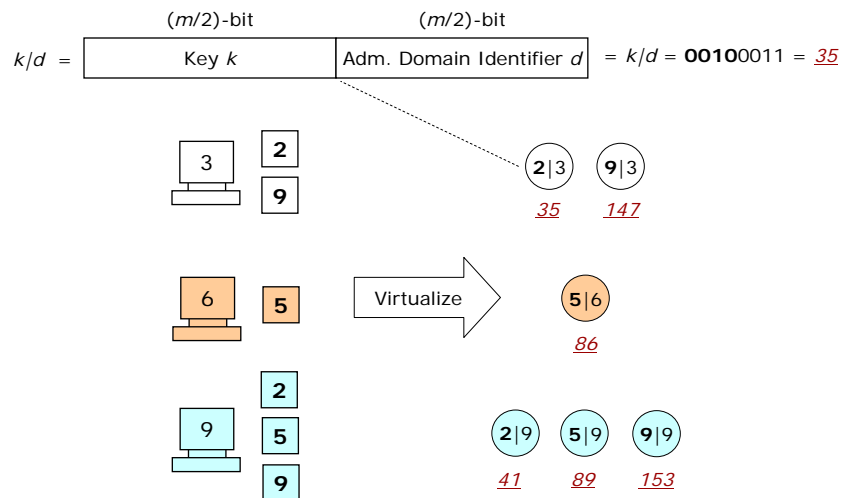 (m/2)-bit (m/2)-bit
k/d = Key k Adm. Domain Identifier d = k/d = 00100011 = 35
3 2 9 2|3 9|3
35 147
6 5 Virtualize 5|6
86
9 2 5 9 2|9 5|9 9|9
41 89 153